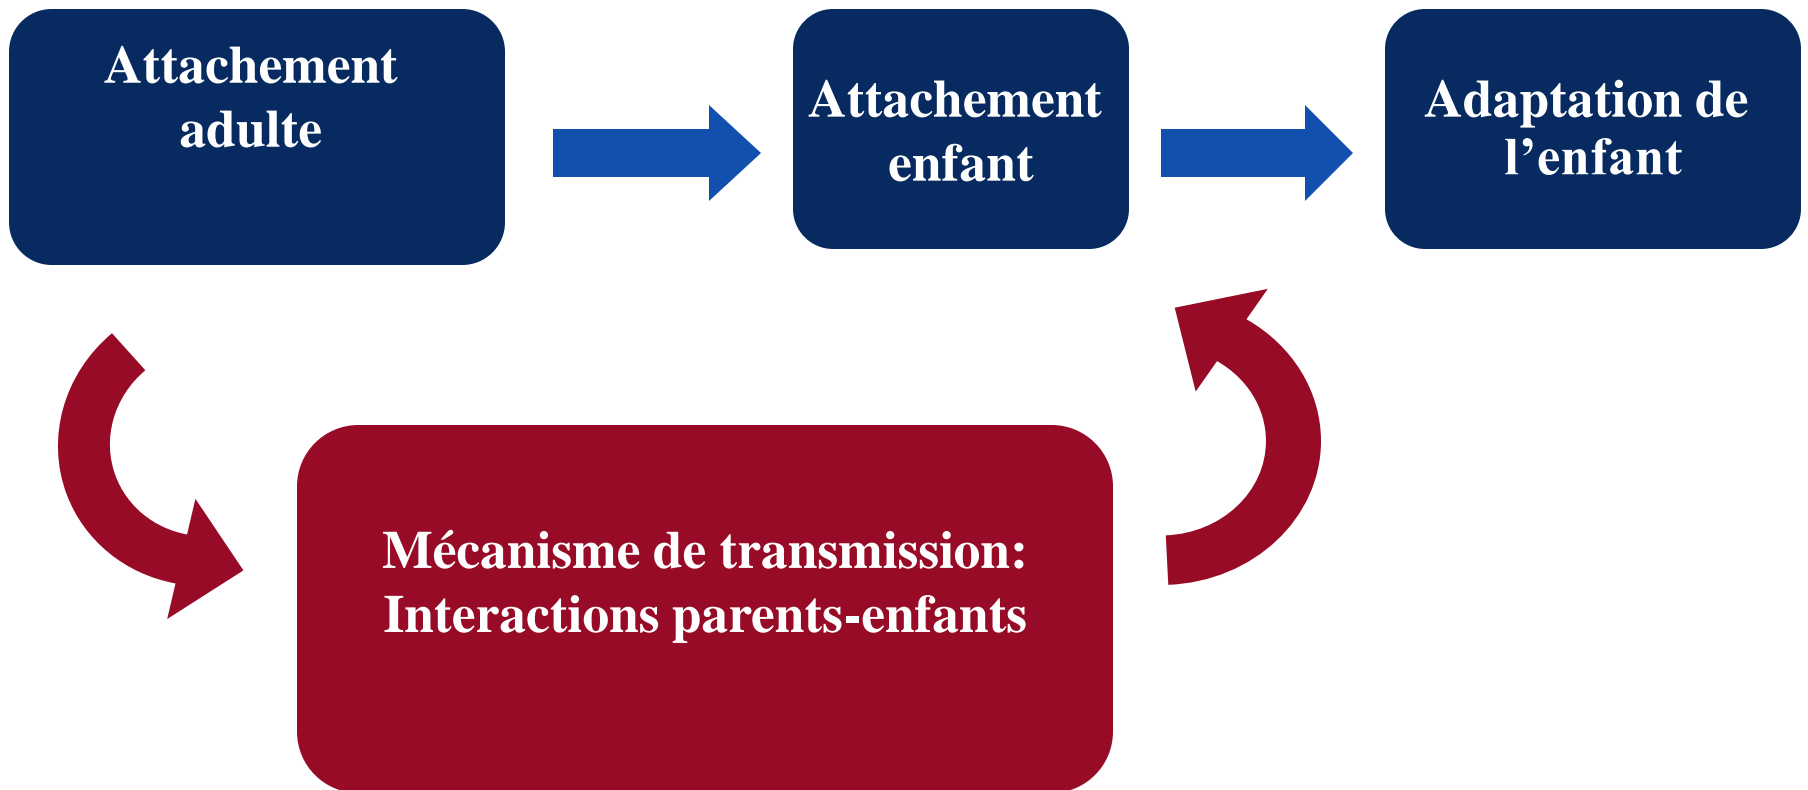 Attachement
adulte
Attachement
enfant
Adaptation de
l’enfant
Mécanisme de transmission:
Interactions parents-enfants